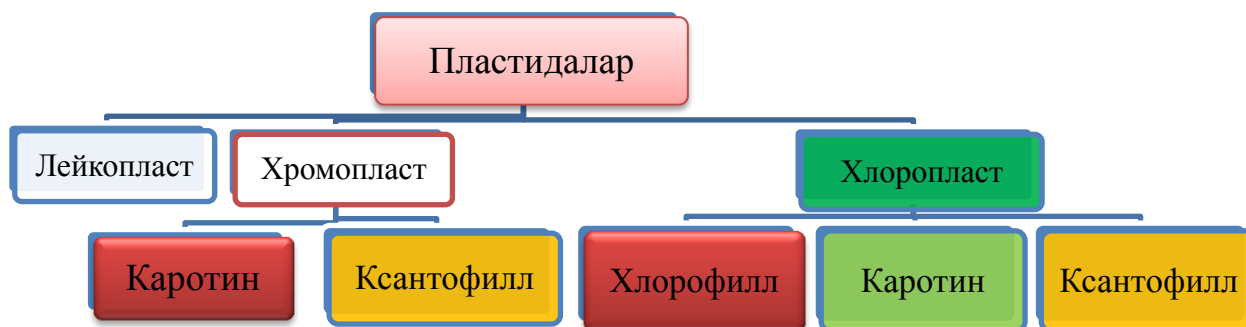 Пластидалар
Лейкопласт
Хромопласт
Хлоропласт
Каротин
Ксантофилл
Хлорофилл
Каротин
Ксантофилл